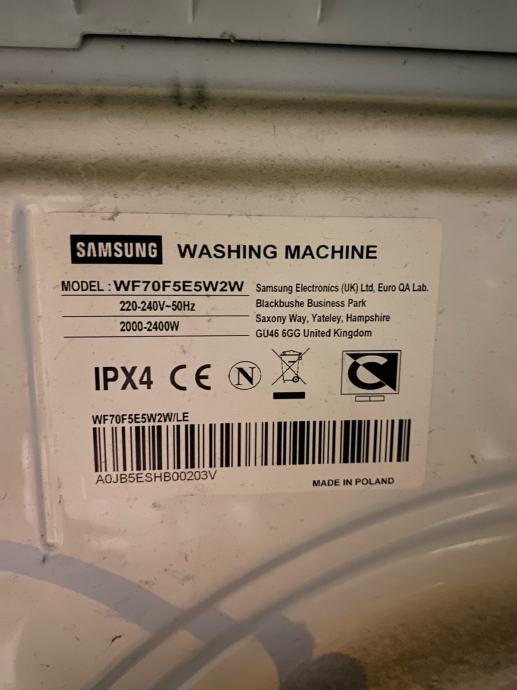 SAMSUNG WASHING MACHINE
MODEL : WF70F5E5W2W
220-240V~50Hz
2000-2400W
Samsung Electronics (UK) Ltd, Euro QA Lab.
Blackbushe Business Park
Saxony Way, Yateley, Hampshire
GU46 6GG United Kingdom
IPX4 CE N C
WF70F5E5W2W/LE
A0JB5ESHB00203V
MADE IN POLAND